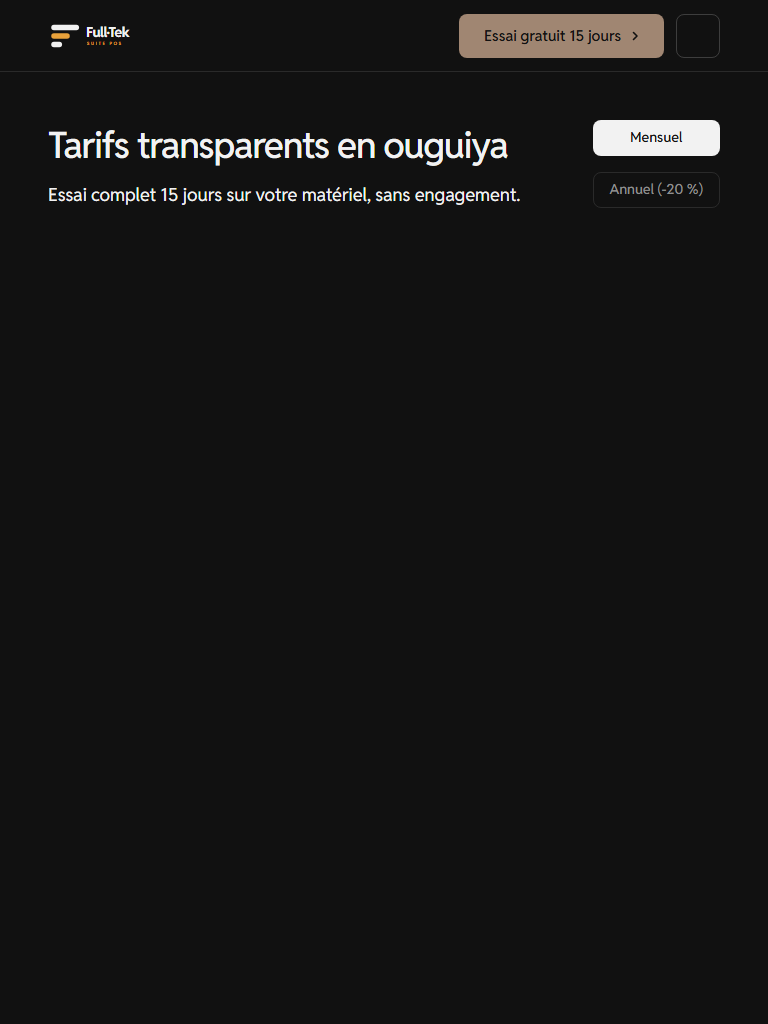 Full-Tek
SUITE POS
Essai gratuit 15 jours
Tarifs transparents en ouguiya
Essai complet 15 jours sur votre matériel, sans engagement.
Mensuel
Annuel (-20 %)